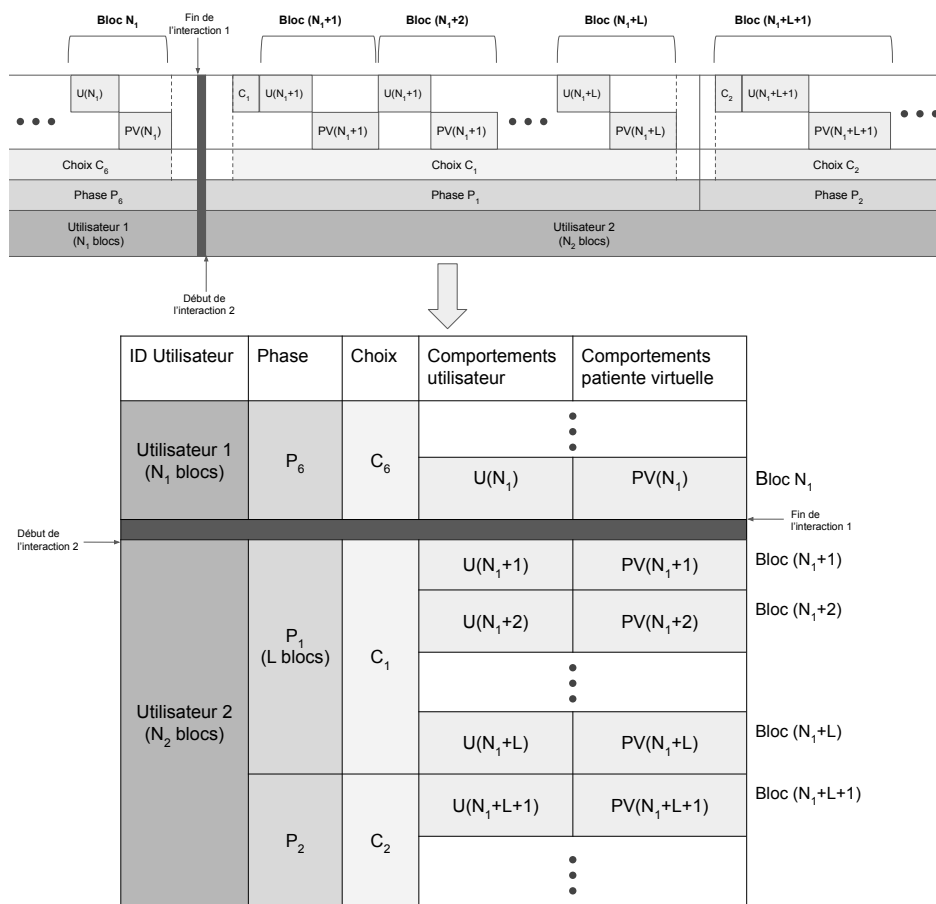 Bloc N₁
Fin de
l'interaction 1
Bloc (N₁+1)
Bloc (N₁+2)
Bloc (N₁+L)
Bloc (N₁+L+1)
U(N₁)
C₁
U(N₁+1)
U(N₁+1)
U(N₁+L)
C₂
U(N₁+L+1)
PV(N₁)
PV(N₁+1)
PV(N₁+1)
PV(N₁+L)
PV(N₁+L+1)
Choix C₆
Choix C₁
Choix C₂
Phase P₆
Phase P₁
Phase P₂
Utilisateur 1
(N₁ blocs)
Utilisateur 2
(N₂ blocs)
Début de
l'interaction 2
ID Utilisateur
Phase
Choix
Comportements
utilisateur
Comportements
patiente virtuelle
Utilisateur 1
(N₁ blocs)
P₆
C₆
U(N₁)
PV(N₁)
Bloc N₁
Fin de
l'interaction 1
Début de
l'interaction 2
U(N₁+1)
PV(N₁+1)
Bloc (N₁+1)
U(N₁+2)
PV(N₁+2)
Bloc (N₁+2)
P₁
(L blocs)
C₁
Utilisateur 2
(N₂ blocs)
U(N₁+L)
PV(N₁+L)
Bloc (N₁+L)
U(N₁+L+1)
PV(N₁+L+1)
Bloc (N₁+L+1)
P₂
C₂